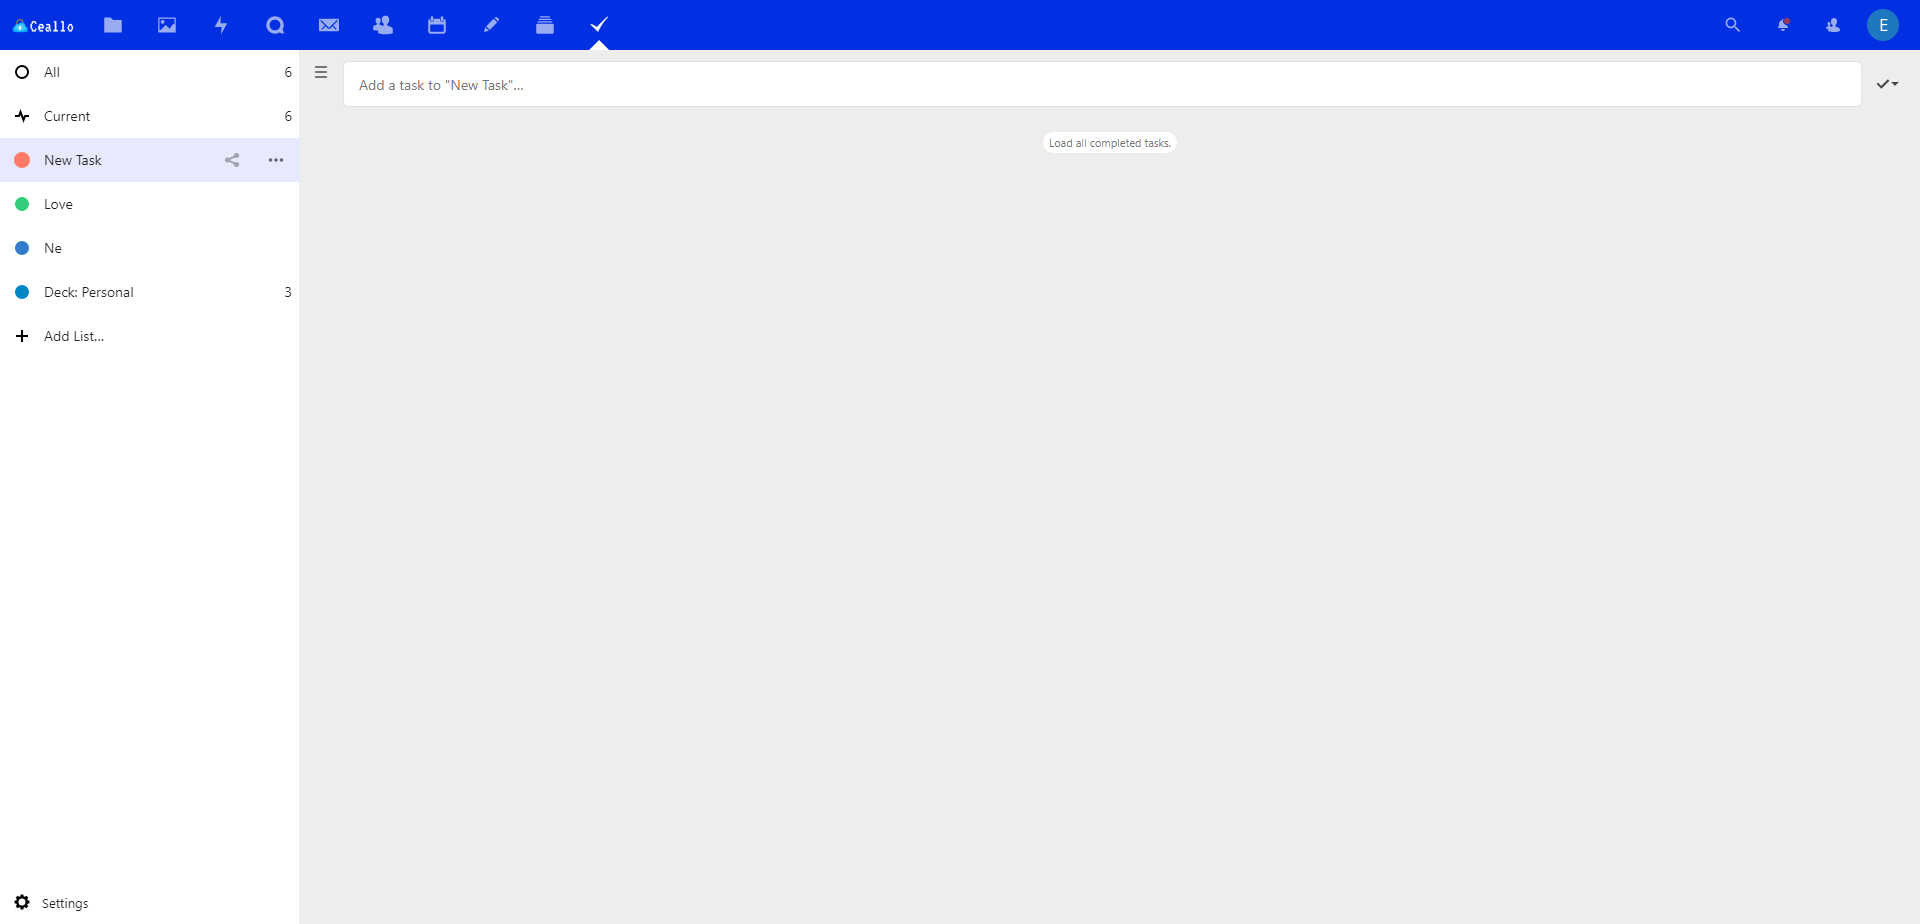 Ceallo
E
All 6
Current 6
New Task
Love
Ne
Deck: Personal 3
Add List...
Settings
Add a task to "New Task"...
Load all completed tasks.